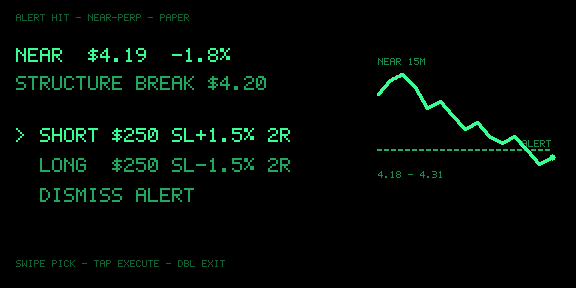 ALERT HIT - NEAR-PERP - PAPER
NEAR $4.19 -1.8%
STRUCTURE BREAK $4.20
> SHORT $250 SL+1.5% 2R
LONG $250 SL-1.5% 2R
DISMISS ALERT
NEAR 15M
ALERT
4.18 - 4.31
SWIPE PICK - TAP EXECUTE - DBL EXIT